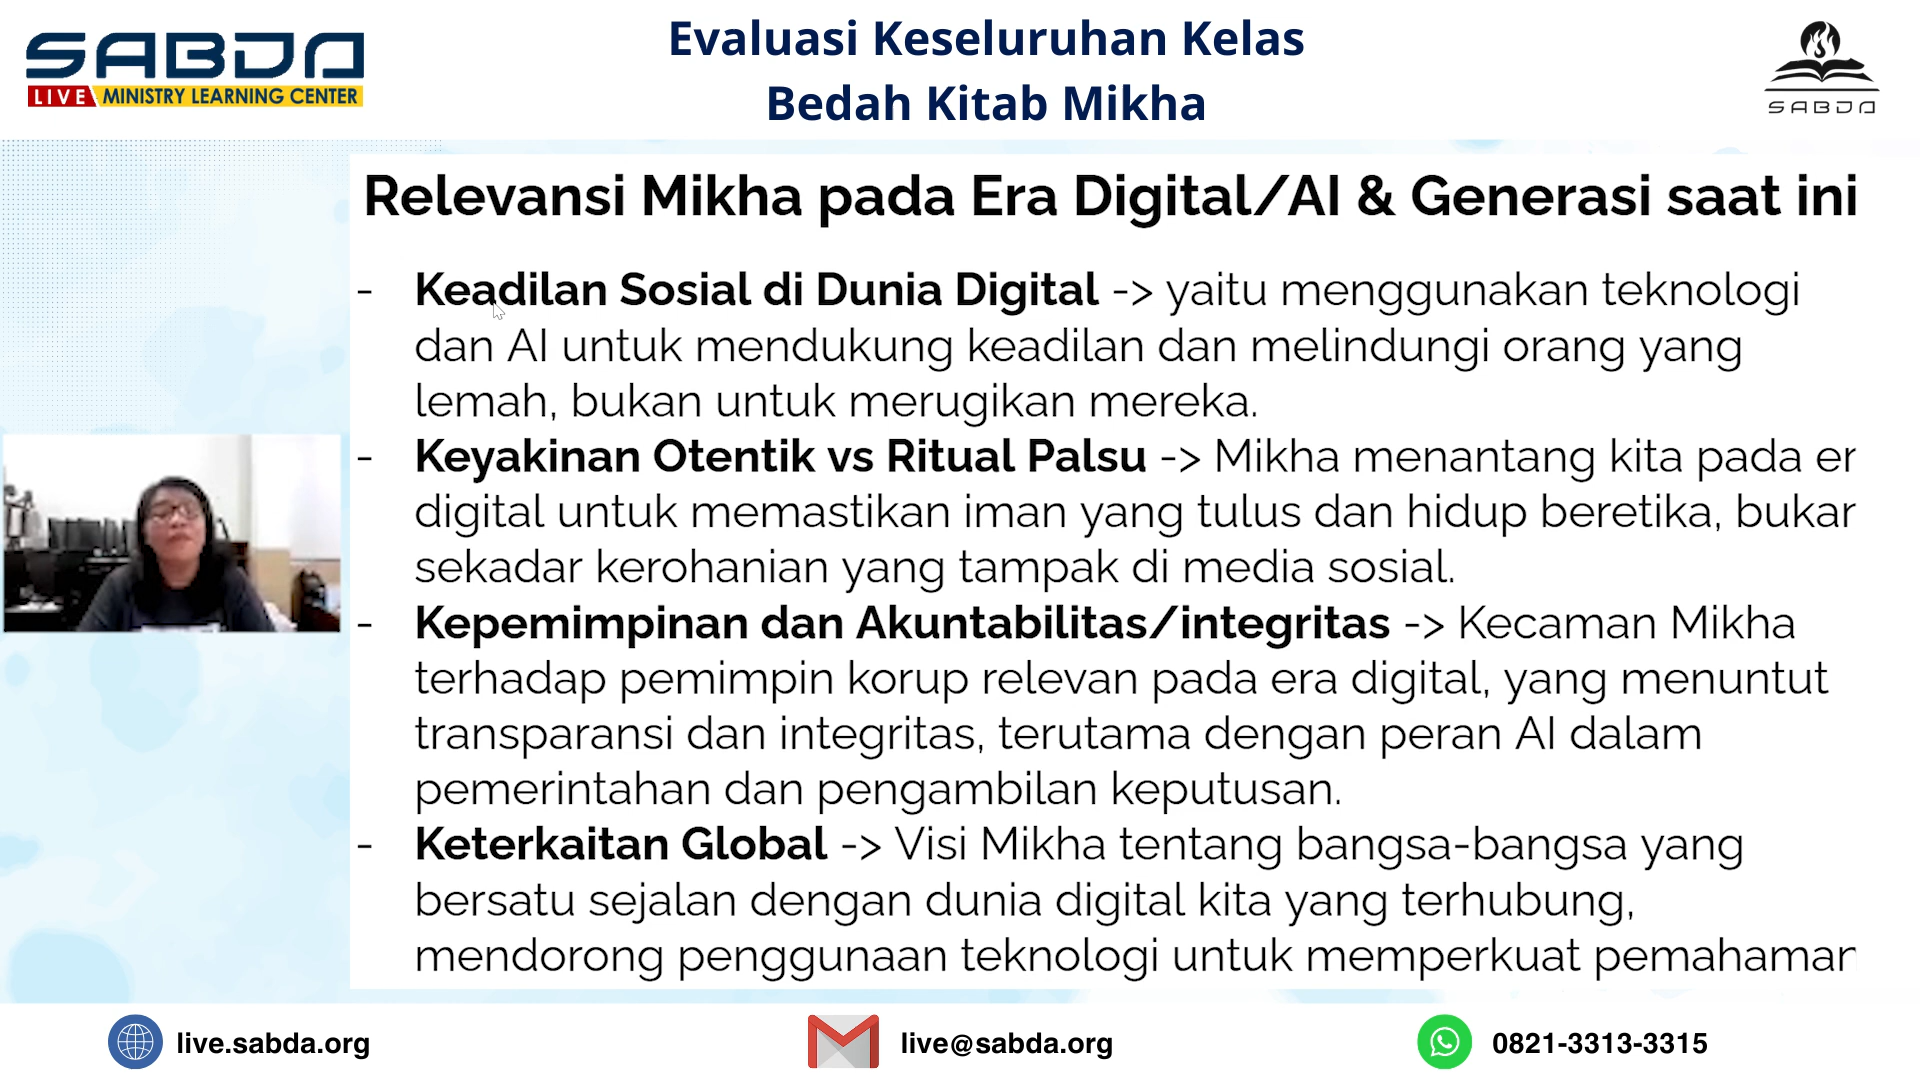 SABDA
LIVE MINISTRY LEARNING CENTER
Evaluasi Keseluruhan Kelas
Bedah Kitab Mikha
SABDA
Relevansi Mikha pada Era Digital/AI & Generasi saat ini
- Keadilan Sosial di Dunia Digital -> yaitu menggunakan teknologi
dan AI untuk mendukung keadilan dan melindungi orang yang
lemah, bukan untuk merugikan mereka.
- Keyakinan Otentik vs Ritual Palsu -> Mikha menantang kita pada er
digital untuk memastikan iman yang tulus dan hidup beretika, bukan
sekadar kerohanian yang tampak di media sosial.
- Kepemimpinan dan Akuntabilitas/integritas -> Kecaman Mikha
terhadap pemimpin korup relevan pada era digital, yang menuntut
transparansi dan integritas, terutama dengan peran AI dalam
pemerintahan dan pengambilan keputusan.
- Keterkaitan Global -> Visi Mikha tentang bangsa-bangsa yang
bersatu sejalan dengan dunia digital kita yang terhubung,
mendorong penggunaan teknologi untuk memperkuat pemahaman
live.sabda.org
live@sabda.org
0821-3313-3315